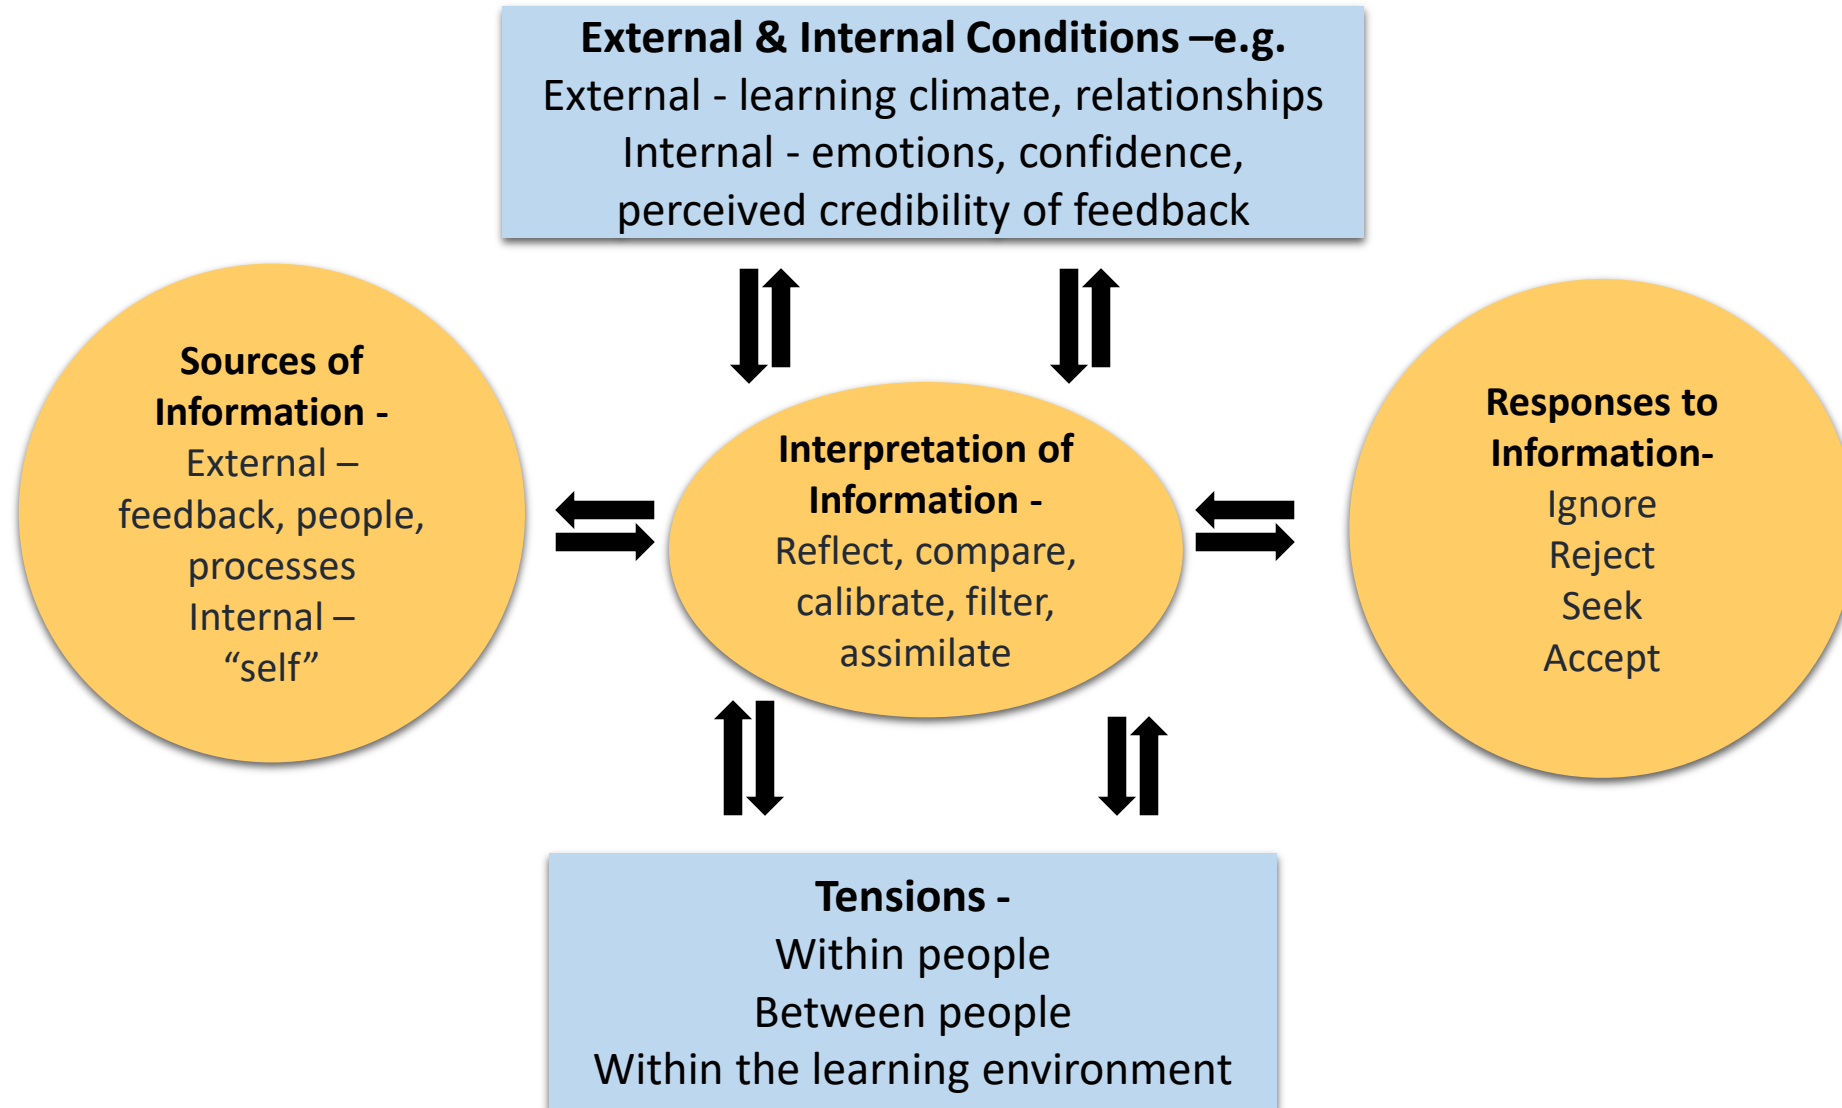 External & Internal Conditions –e.g.
External - learning climate, relationships
Internal - emotions, confidence,
perceived credibility of feedback
Sources of
Information -
External –
feedback, people,
processes
Internal –
“self”
Interpretation of
Information -
Reflect, compare,
calibrate, filter,
assimilate
Responses to
Information-
Ignore
Reject
Seek
Accept
Tensions -
Within people
Between people
Within the learning environment